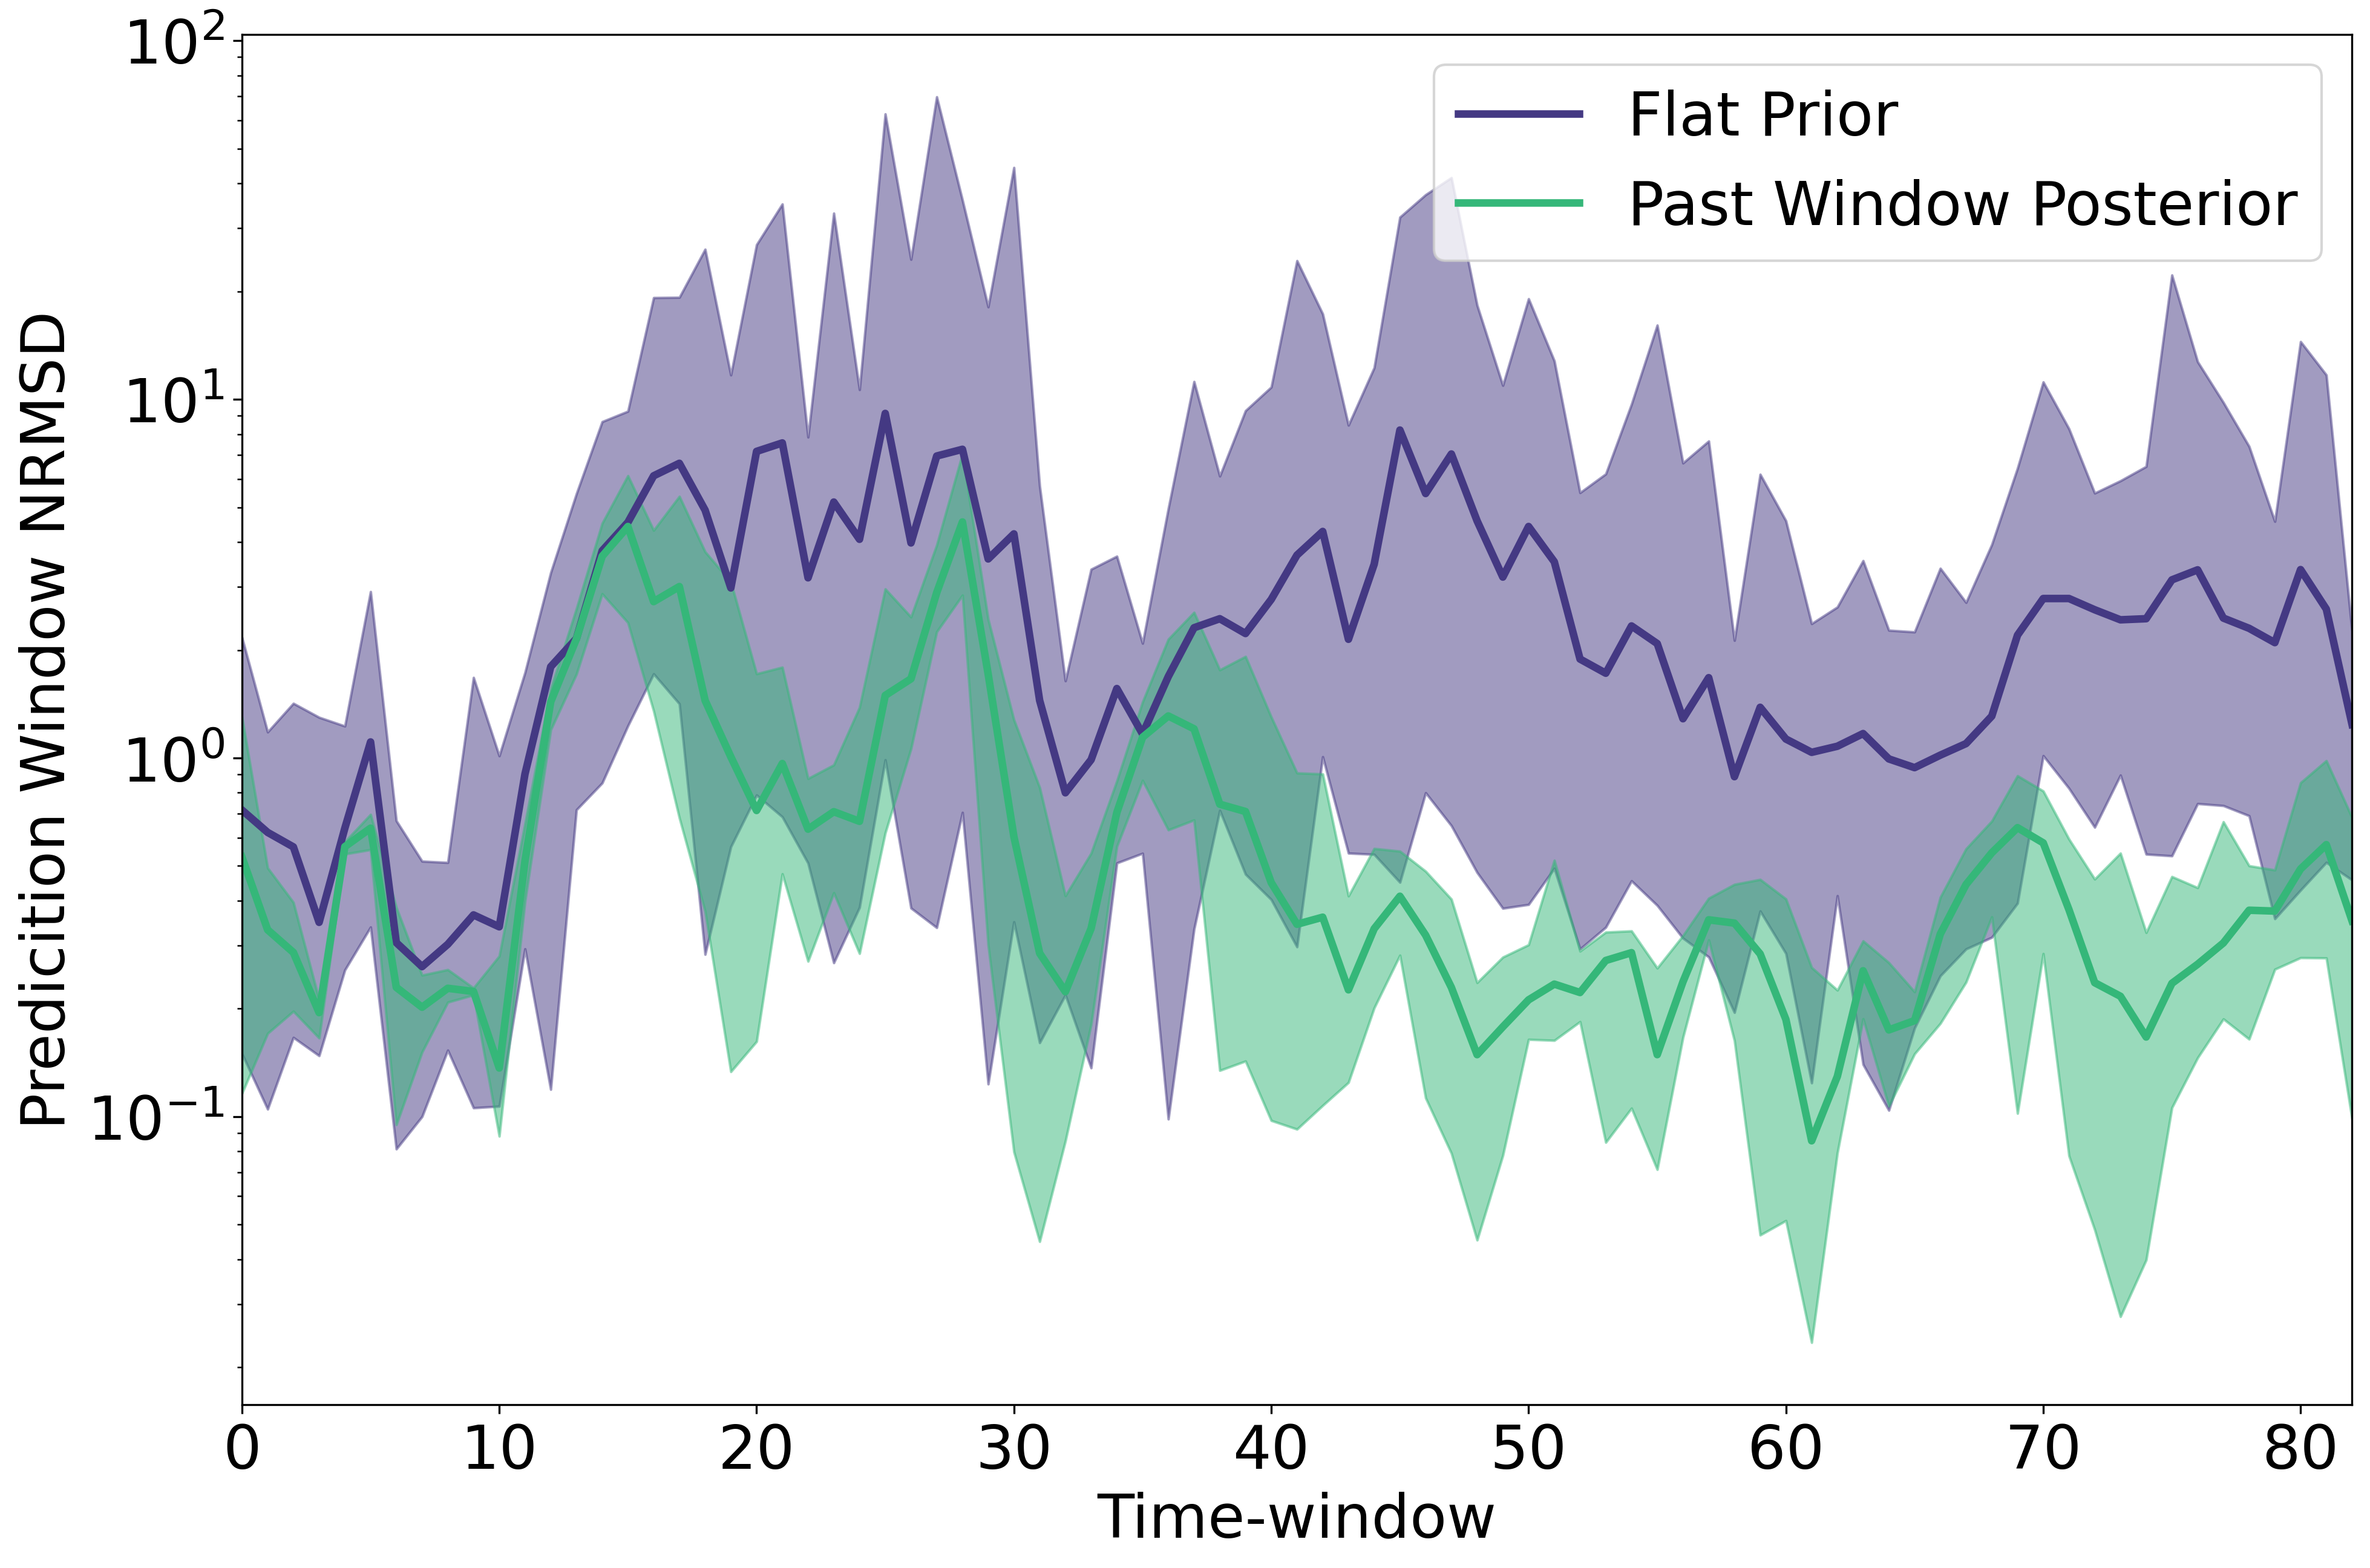 Predicition Window NRMSD
10²
10¹
10⁰
10⁻¹
Flat Prior
Past Window Posterior
0 10 20 30 40 50 60 70 80
Time-window